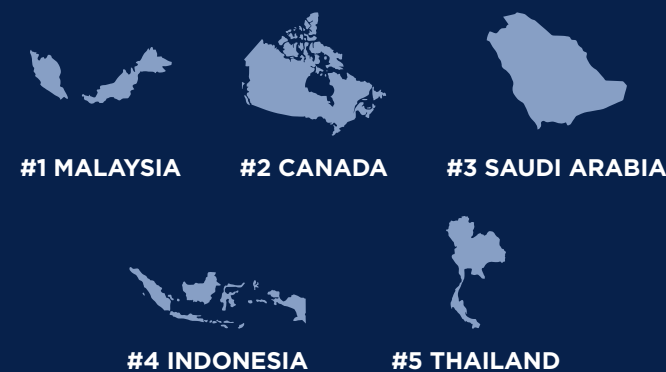 #1 MALAYSIA
#2 CANADA
#3 SAUDI ARABIA
#4 INDONESIA
#5 THAILAND